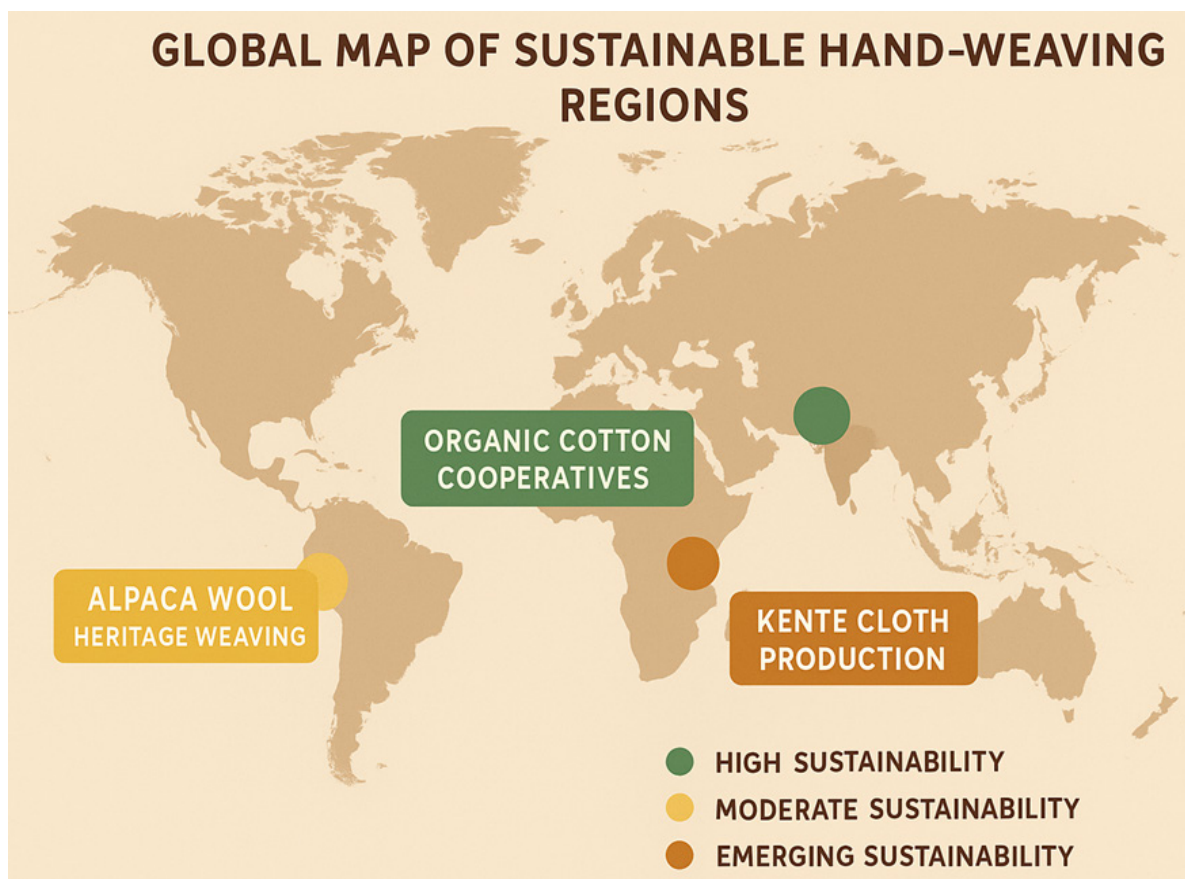 GLOBAL MAP OF SUSTAINABLE HAND-WEAVING
REGIONS
ORGANIC COTTON
COOPERATIVES
ALPACA WOOL
HERITAGE WEAVING
KENTE CLOTH
PRODUCTION
HIGH SUSTAINABILITY
MODERATE SUSTAINABILITY
EMERGING SUSTAINABILITY